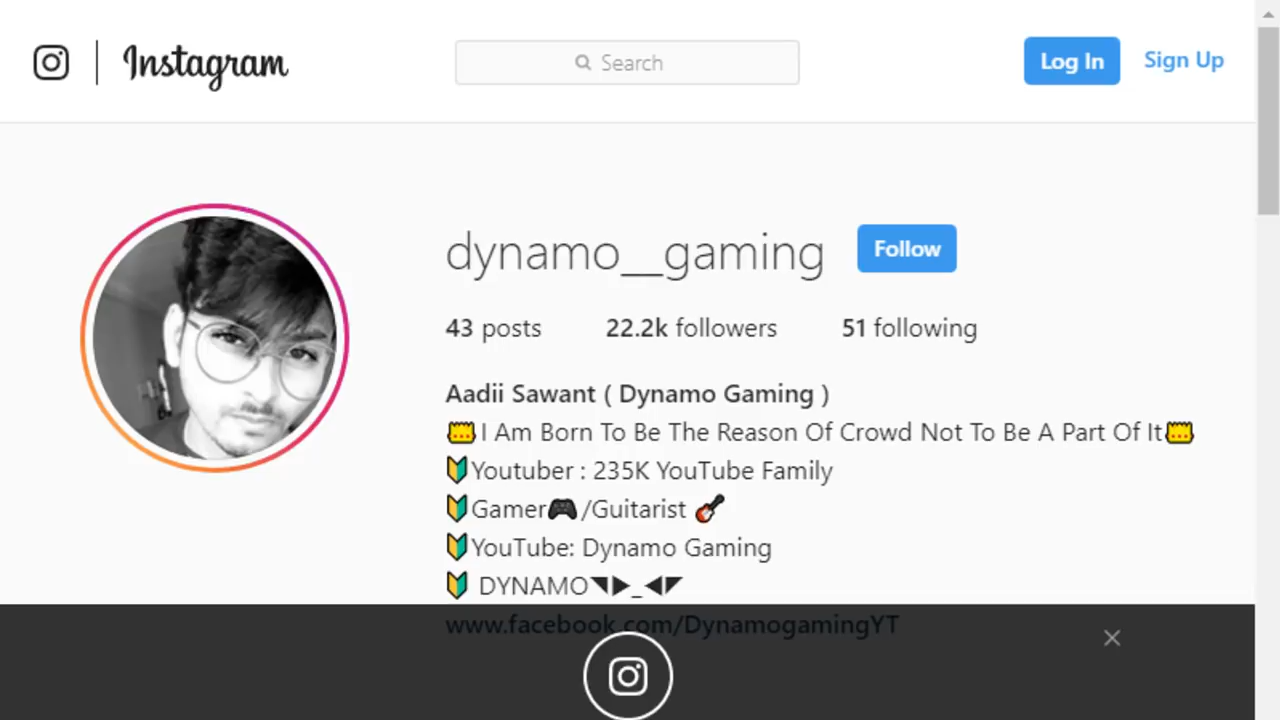 Instagram
Search
Log In
Sign Up
dynamo__gaming
Follow
43 posts 22.2k followers 51 following
Aadii Sawant ( Dynamo Gaming )
I Am Born To Be The Reason Of Crowd Not To Be A Part Of It
🔰Youtuber : 235K YouTube Family
🔰Gamer🎮/Guitarist 🎸
🔰YouTube: Dynamo Gaming
🔰 DYNAMO◥▶_◀◤
www.facebook.com/DynamogamingYT